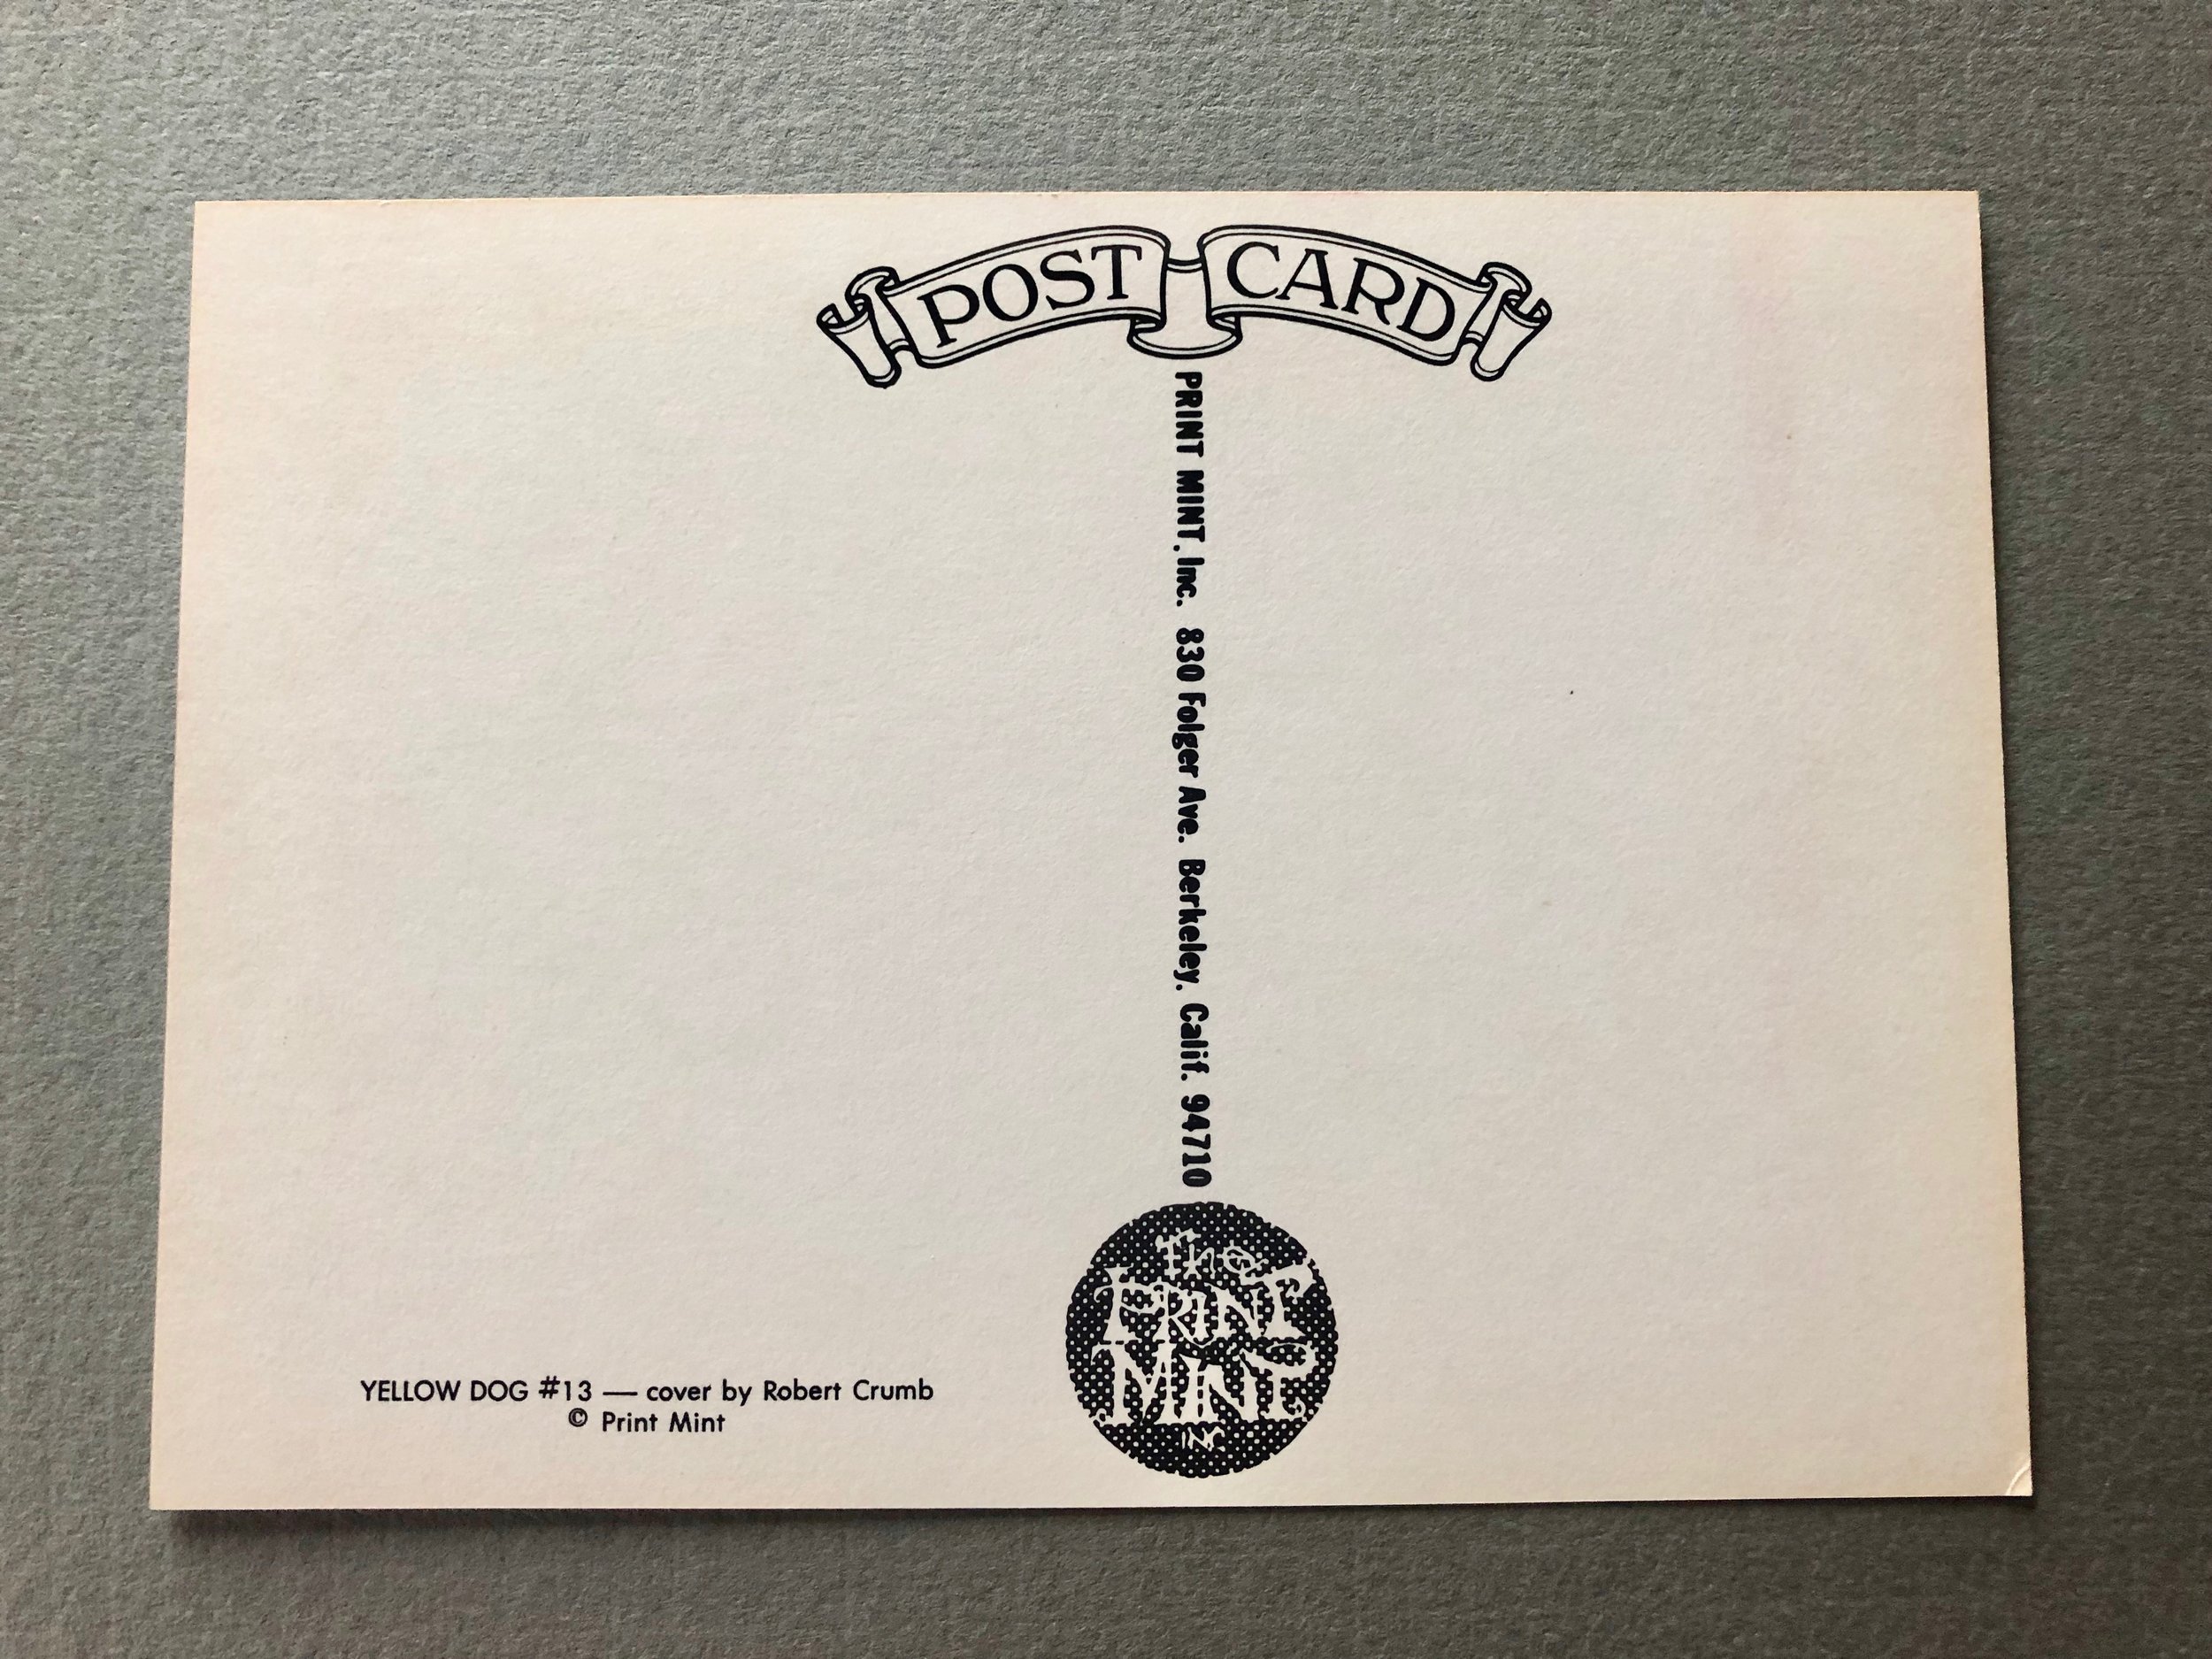 POST CARD
PRINT MINT, Inc. 830 Folger Ave. Berkeley, Calif. 94710
The
PRINT
MINT
INC.
YELLOW DOG #13 — cover by Robert Crumb
© Print Mint